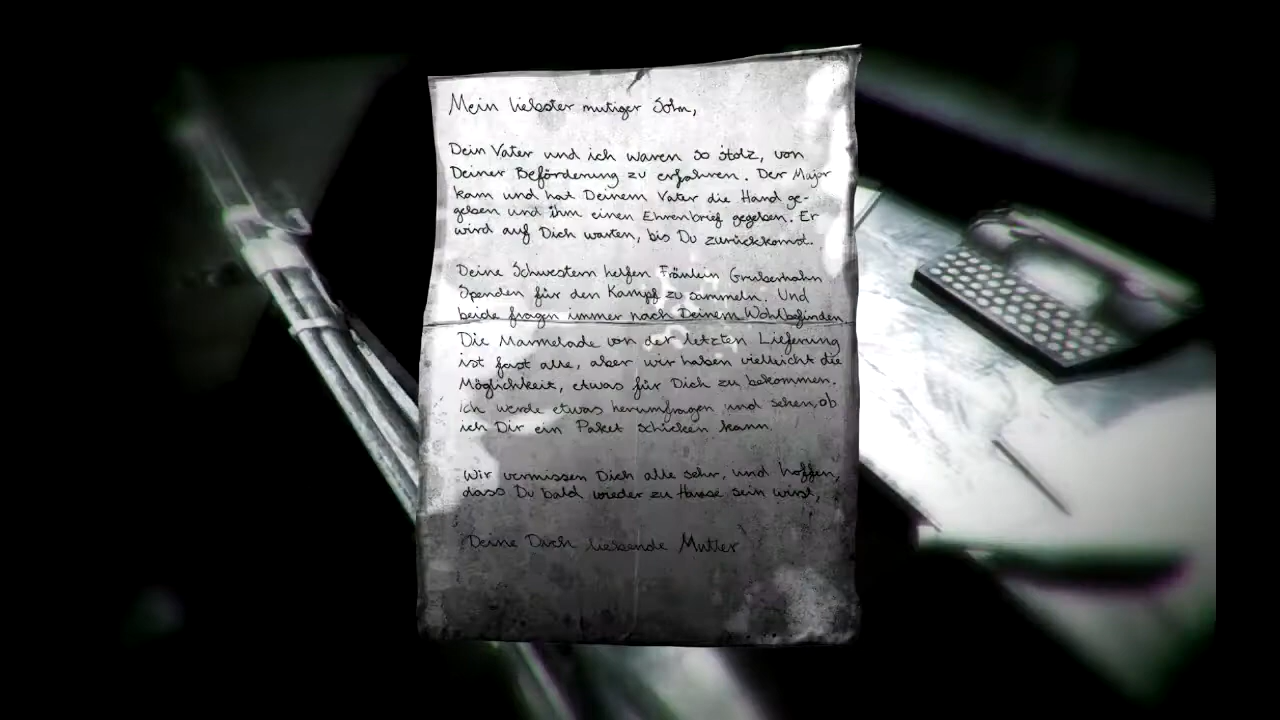 Mein liebster mutiger Sohn,
Dein Vater und ich waren so stolz, von
Deiner Beförderung zu erfahren. Der Major
kam und hat Deinem Vater die Hand ge-
geben und ihm einen Ehrenbrief gegeben. Er
wird auf Dich warten, bis Du zurückkommst.
Deine Schwestern helfen Fräulein Gruberhahn
Spenden für den Kampf zu sammeln. Und
beide fragen immer nach Deinem Wohlbefinden.
Die Marmelade von der letzten Lieferung
ist fast alle, aber wir haben vielleicht die
Möglichkeit, etwas für Dich zu bekommen.
Ich werde etwas herumfragen und sehen, ob
ich Dir ein Paket schicken kann.
Wir vermissen Dich alle sehr, und hoffen,
dass Du bald wieder zu Hause sein wirst,
Deine Dich liebende Mutter